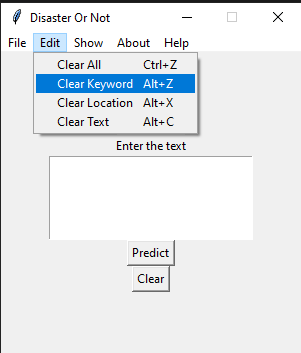 Disaster Or Not
File Edit Show About Help
Clear All Ctrl+Z
Clear Keyword Alt+Z
Clear Location Alt+X
Clear Text Alt+C
Enter the text
Predict
Clear